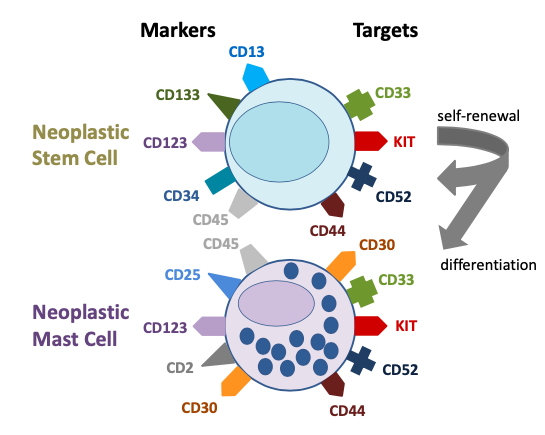 Markers
Targets
CD13
CD133
CD33
self-renewal
Neoplastic
Stem Cell
CD123
KIT
CD34
CD52
CD45
CD44
CD45
CD30
differentiation
CD25
CD33
Neoplastic
Mast Cell
CD123
KIT
CD2
CD52
CD30
CD44